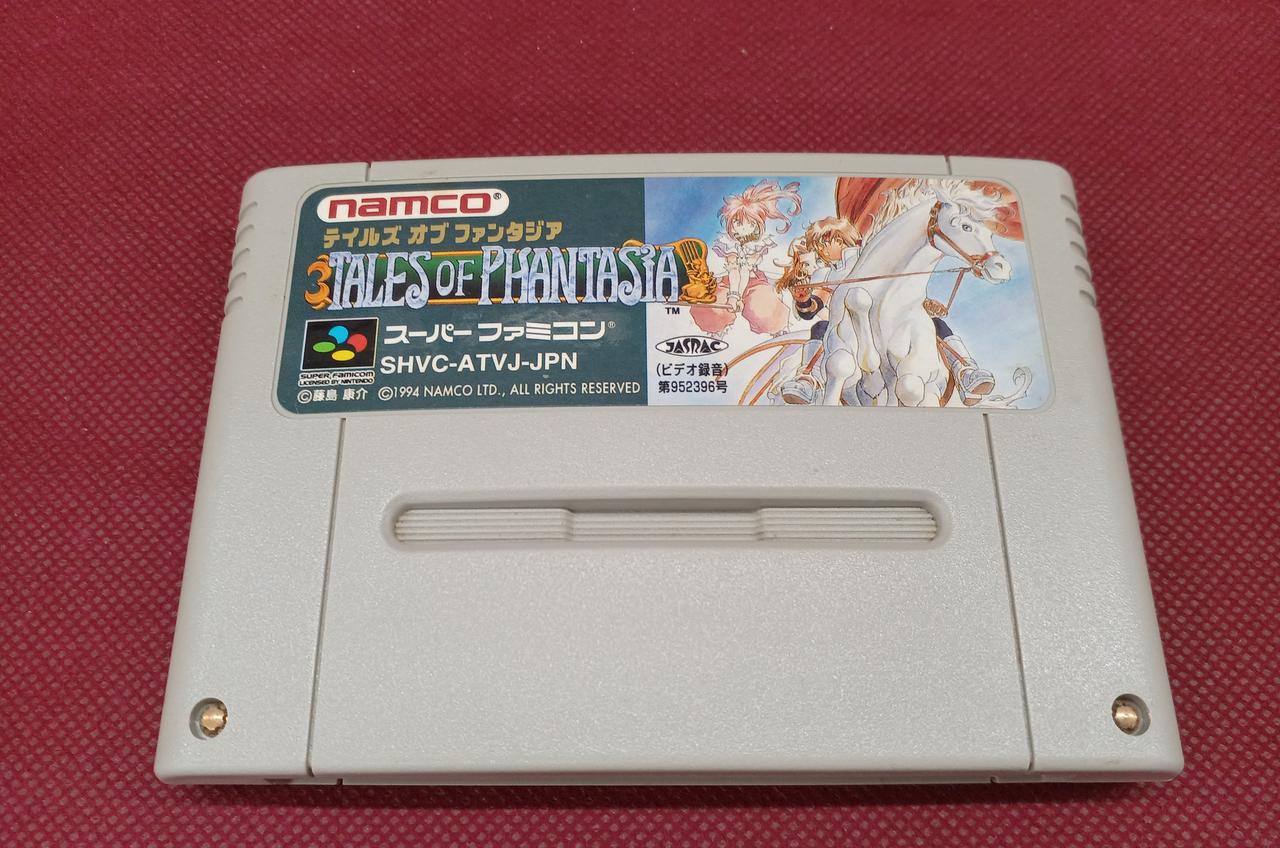 namco®
テイルズ オブ ファンタジア
TALES OF PHANTASIA
TM
スーパー ファミコン®
SHVC-ATVJ-JPN
SUPER FAMICOM
LICENSED BY NINTENDO
©藤島 康介 ©1994 NAMCO LTD., ALL RIGHTS RESERVED
JASRAC
(ビデオ録音)
第952396号